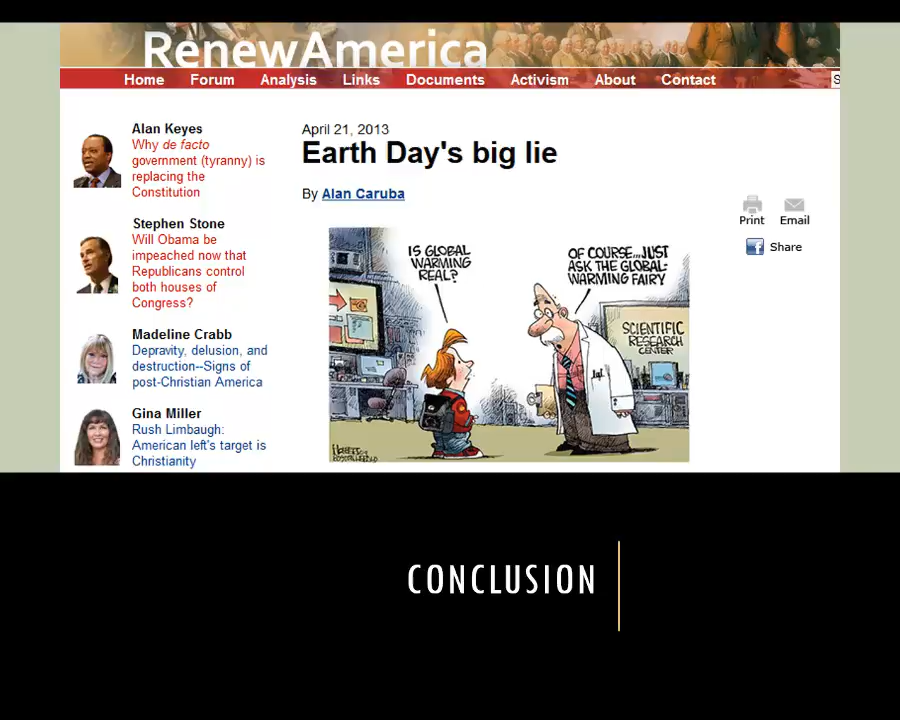 RenewAmerica
Home Forum Analysis Links Documents Activism About Contact S
Alan Keyes
Why de facto
government (tyranny) is
replacing the
Constitution
Stephen Stone
Will Obama be
impeached now that
Republicans control
both houses of
Congress?
Madeline Crabb
Depravity, delusion, and
destruction--Signs of
post-Christian America
Gina Miller
Rush Limbaugh:
American left's target is
Christianity
April 21, 2013
Earth Day's big lie
By Alan Caruba
Print Email
Share
IS GLOBAL
WARMING
REAL?
OF COURSE...JUST
ASK THE GLOBAL-
WARMING FAIRY
SCIENTIFIC
RESEARCH
CENTER
CONCLUSION